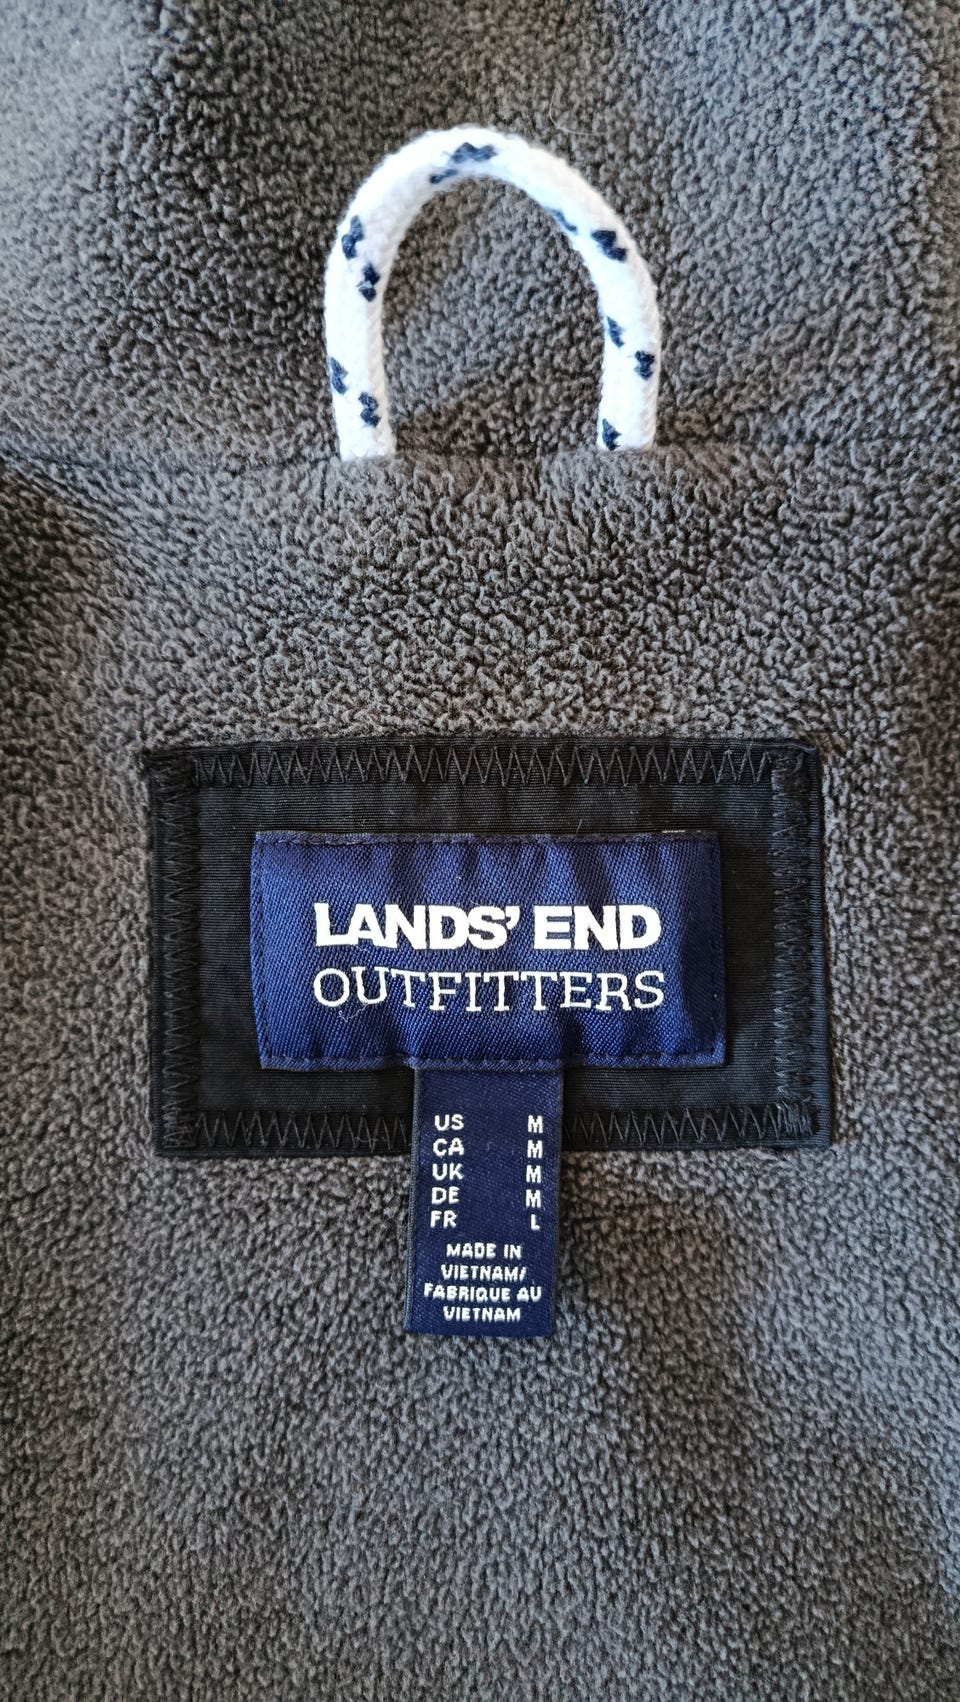 LANDS' END
OUTFITTERS
US M
CA M
UK M
DE M
FR L
MADE IN
VIETNAM/
FABRIQUE AU
VIETNAM